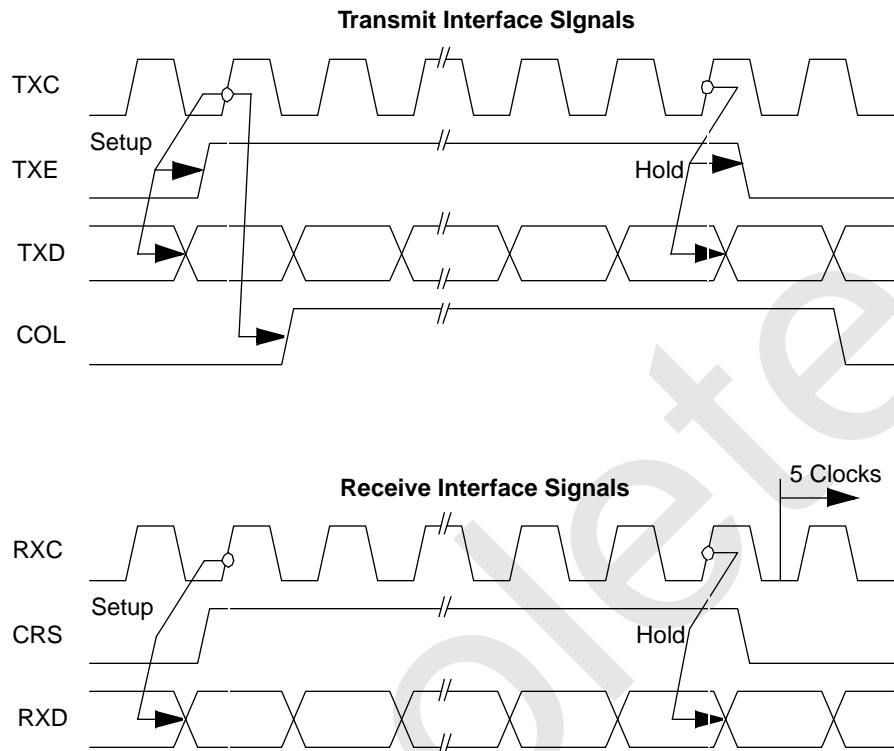 Transmit Interface SIgnals
TXC
Setup
TXE
Hold
TXD
COL
Receive Interface Signals
5 Clocks
RXC
Setup
CRS
Hold
RXD
olete